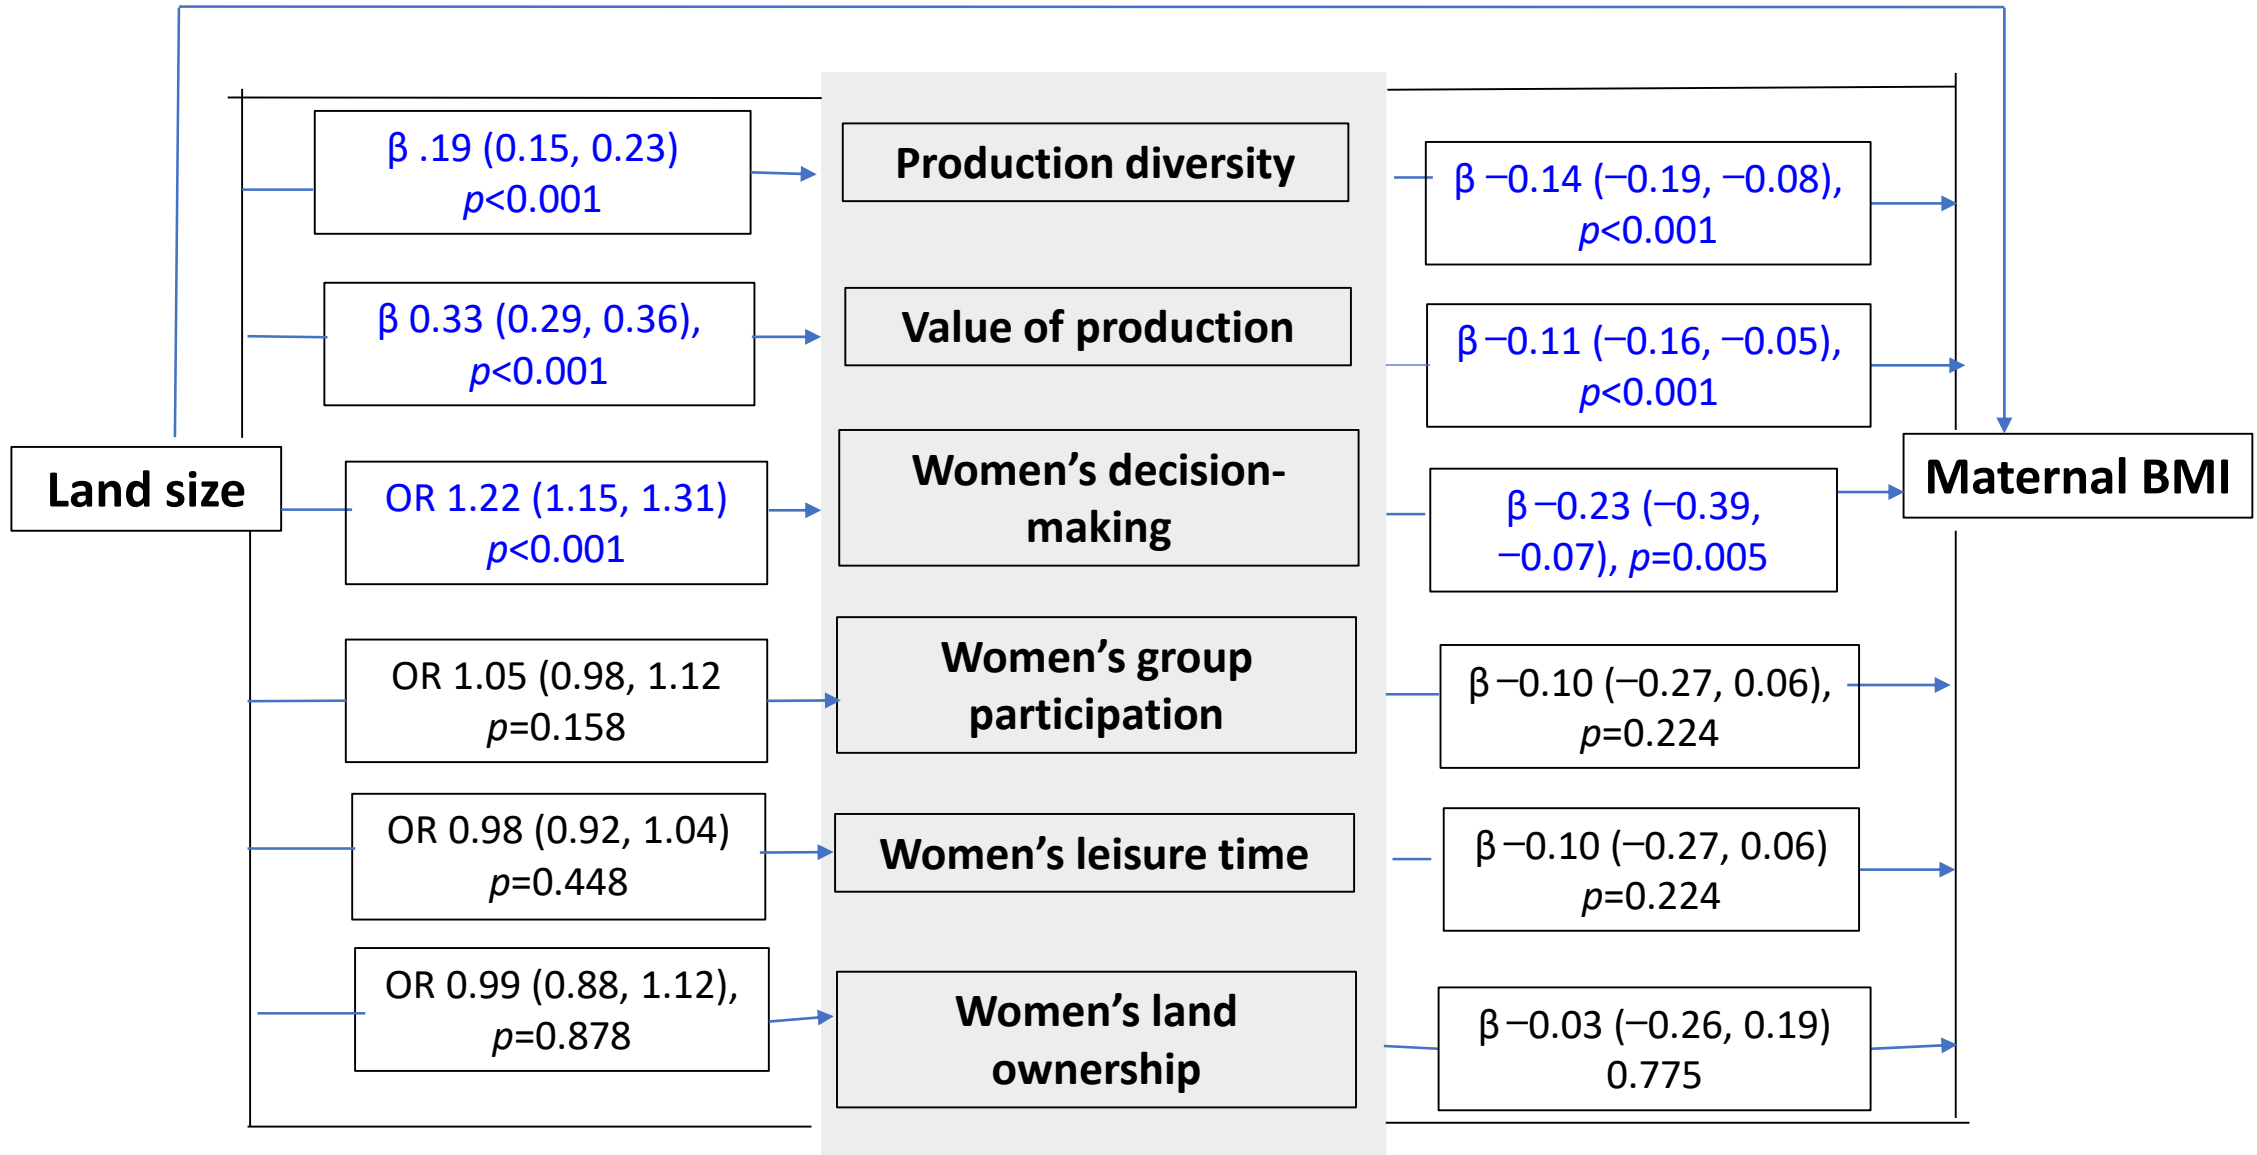 β .19 (0.15, 0.23)
p<0.001
Production diversity
β –0.14 (–0.19, –0.08),
p<0.001
β 0.33 (0.29, 0.36),
p<0.001
Value of production
β –0.11 (–0.16, –0.05),
p<0.001
Land size
OR 1.22 (1.15, 1.31)
p<0.001
Women’s decision-
making
β –0.23 (–0.39,
–0.07), p=0.005
Maternal BMI
OR 1.05 (0.98, 1.12
p=0.158
Women’s group
participation
β –0.10 (–0.27, 0.06),
p=0.224
OR 0.98 (0.92, 1.04)
p=0.448
Women’s leisure time
β –0.10 (–0.27, 0.06)
p=0.224
OR 0.99 (0.88, 1.12),
p=0.878
Women’s land
ownership
β –0.03 (–0.26, 0.19)
0.775